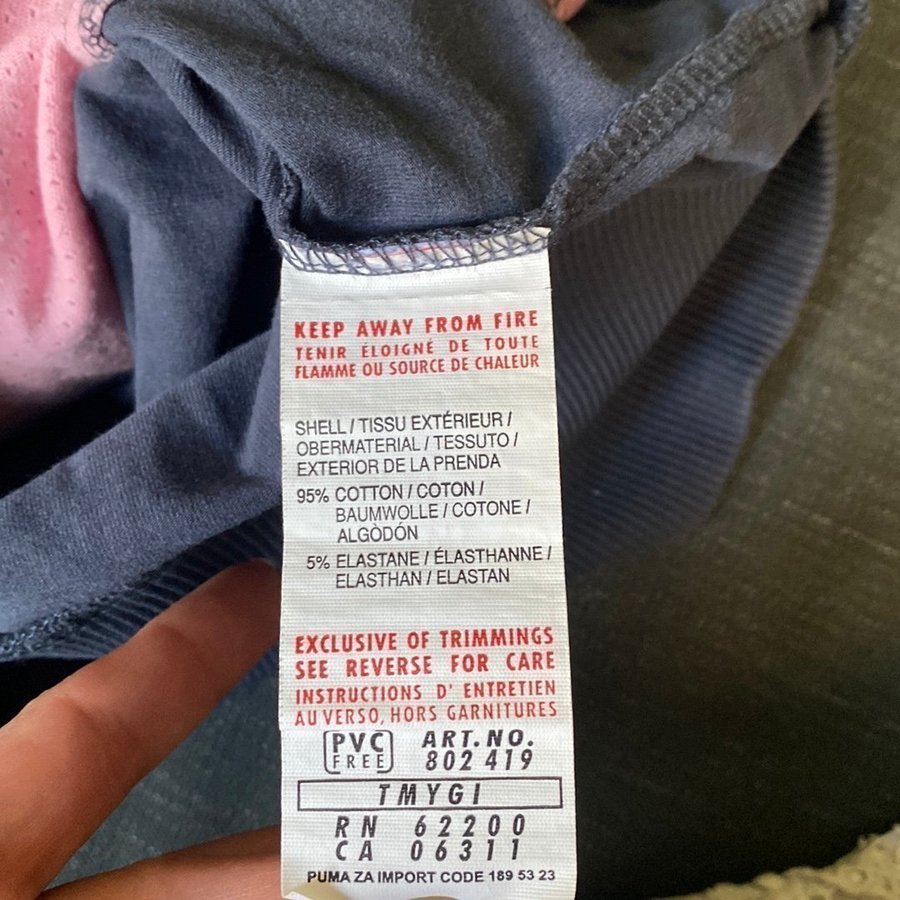 KEEP AWAY FROM FIRE
TENIR ÉLOIGNÉ DE TOUTE
FLAMME OU SOURCE DE CHALEUR
SHELL / TISSU EXTÉRIEUR /
OBERMATERIAL / TESSUTO /
EXTERIOR DE LA PRENDA
95% COTTON / COTON /
BAUMWOLLE / COTONE /
ALGÒDÓN
5% ELASTANE / ÉLASTHANNE /
ELASTHAN / ELASTAN
EXCLUSIVE OF TRIMMINGS
SEE REVERSE FOR CARE
INSTRUCTIONS D' ENTRETIEN
AU VERSO, HORS GARNITURES
PVC ART.NO.
FREE 802 419
TMYGI
RN 62200
CA 06311
PUMA ZA IMPORT CODE 189 53 23